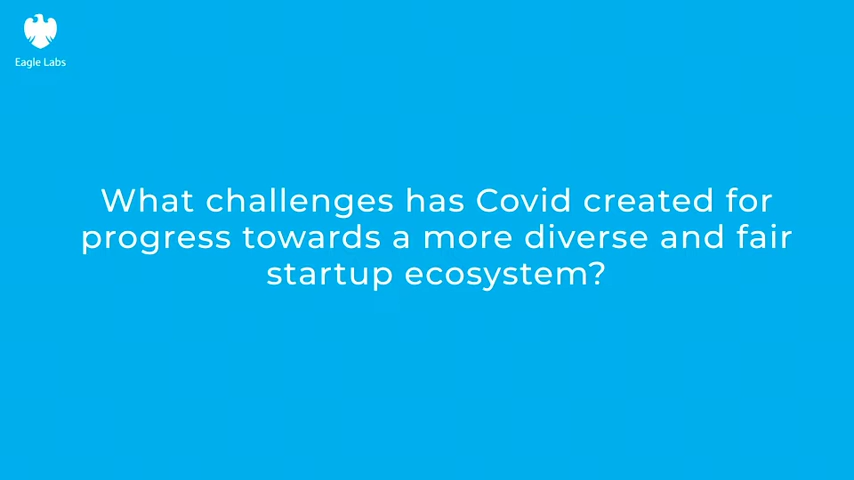 Eagle Labs
What challenges has Covid created for
progress towards a more diverse and fair
startup ecosystem?